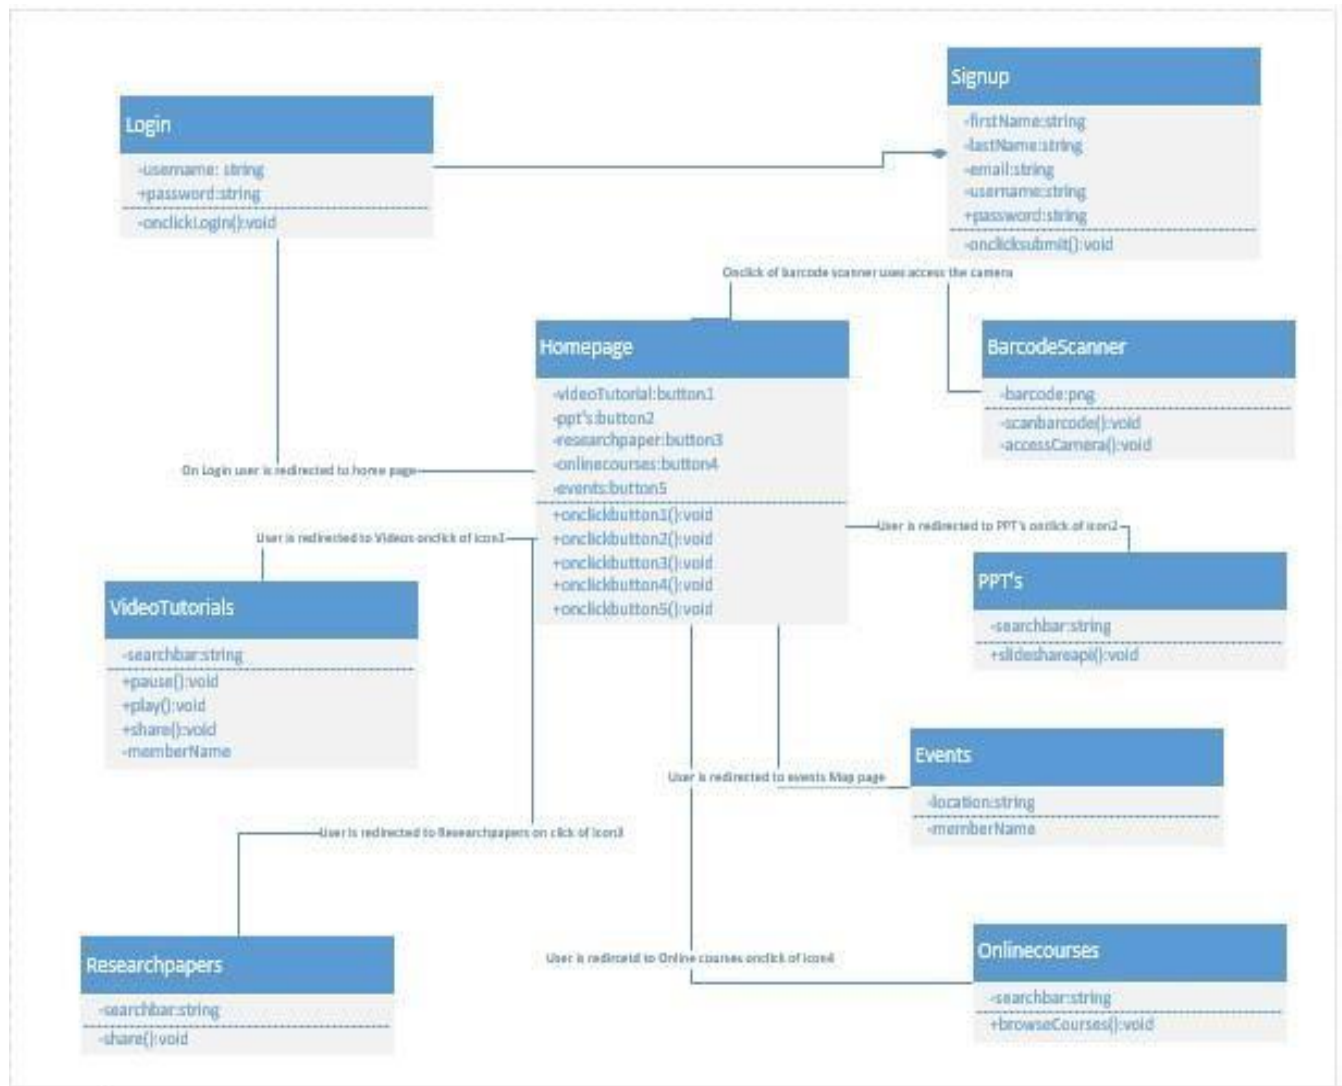 Login
-username: string
+password:string
-onclickLogin():void
Signup
-firstName:string
-lastName:string
-email:string
-username:string
+password:string
-onclicksubmit():void
Onclick of barcode scanner uses access the camera
Homepage
-videoTutorial:button1
-ppt's:button2
-researchpaper:button3
-onlinecourses:button4
-events:button5
+onclickbutton1():void
+onclickbutton2():void
+onclickbutton3():void
+onclickbutton4():void
+onclickbutton5():void
BarcodeScanner
-barcode:png
-scanbarcode():void
-accessCamera():void
On Login user is redirected to home page
User is redirected to Videos onclick of icon1
User is redirected to PPT's onclick of icon2
VideoTutorials
-searchbar:string
+pause():void
+play():void
+share():void
-memberName
PPT's
-searchbar:string
+slideshareapi():void
User is redirected to events Map page
Events
-location:string
-memberName
User is redirected to Researchpapers on click of icon3
Researchpapers
-searchbar:string
-share():void
User is redircetd to Online courses onclick of icon4
Onlinecourses
-searchbar:string
+browseCourses():void